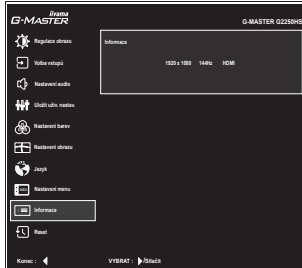 iiyama
G-MASTER
G-MASTER G2250HS
Regulace obrazu
Volba vstupů
Nastavení audio
Uložit uživ. nastav.
Nastavení barev
Nastavení obrazu
Jazyk
Nastavení menu
Informace
Reset
Informace
1920 x 1080 144Hz HDMI
Konec :
VYBRAT : /Stlačit